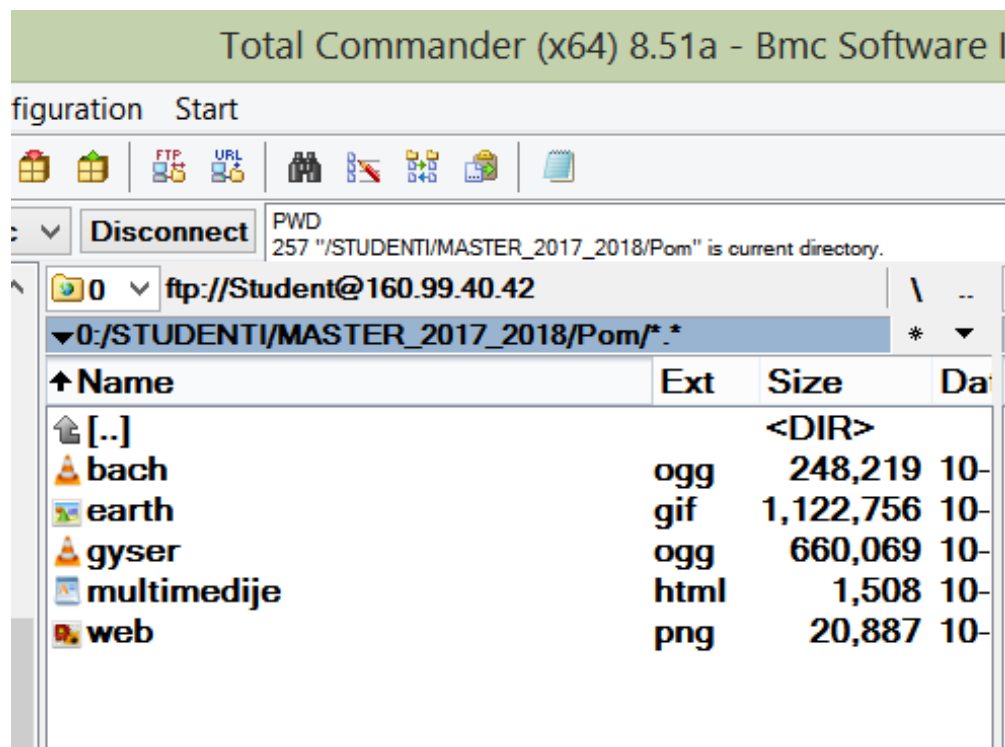 Total Commander (x64) 8.51a - Bmc Software
figuration Start
FTP URL
Disconnect
PWD
257 "/STUDENTI/MASTER_2017_2018/Pom" is current directory.
0 ftp://Student@160.99.40.42 \ ..
0:/STUDENTI/MASTER_2017_2018/Pom/*.* *
Name Ext Size Dat
[..] <DIR>
bach ogg 248,219 10-
earth gif 1,122,756 10-
gyser ogg 660,069 10-
multimedije html 1,508 10-
web png 20,887 10-